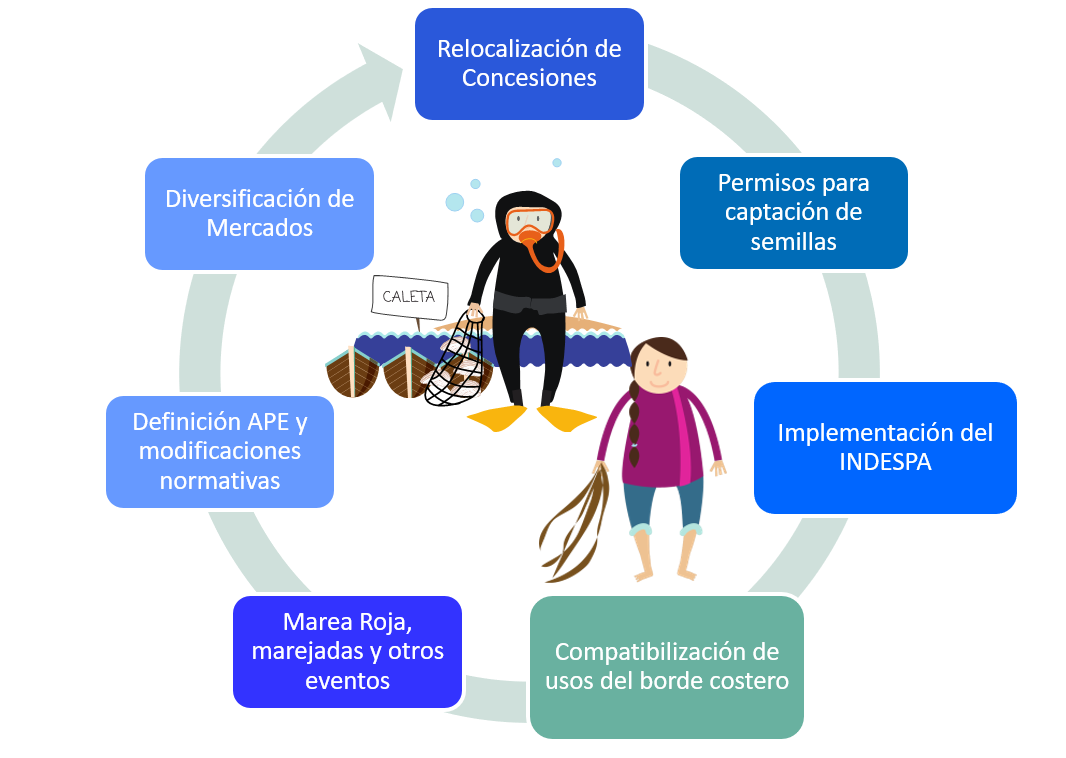 Relocalización de
Concesiones
Permisos para
captación de
semillas
Implementación del
INDESPA
Compatibilización de
usos del borde costero
Marea Roja,
marejadas y otros
eventos
Definición APE y
modificaciones
normativas
Diversificación de
Mercados
CALETA